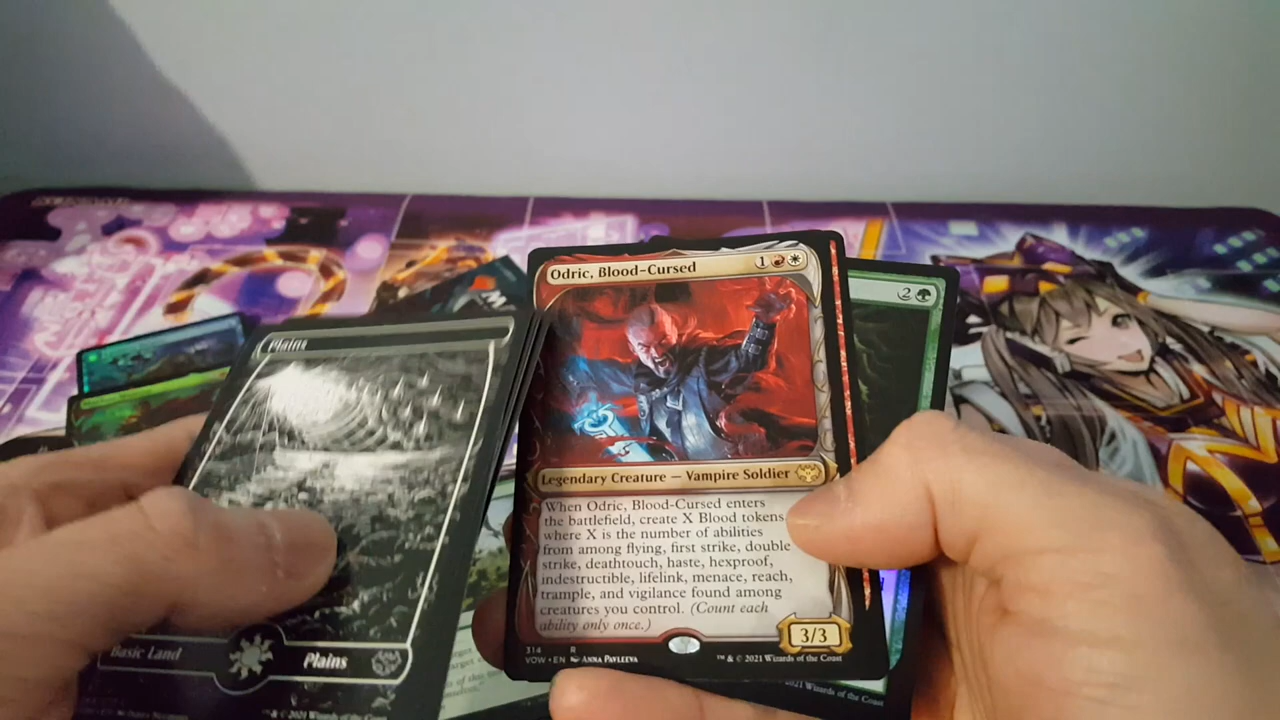 Plains
Basic Land
Plains
™ & © 2021 Wizards of the Coast
Odric, Blood-Cursed
1
Legendary Creature — Vampire Soldier
When Odric, Blood-Cursed enters
the battlefield, create X Blood tokens,
where X is the number of abilities
from among flying, first strike, double
strike, deathtouch, haste, hexproof,
indestructible, lifelink, menace, reach,
trample, and vigilance found among
creatures you control. (Count each
ability only once.)
3/3
314 R
VOW • EN Anna Pavleeva
™ & © 2021 Wizards of the Coast
2
2021 Wizards of the Coast